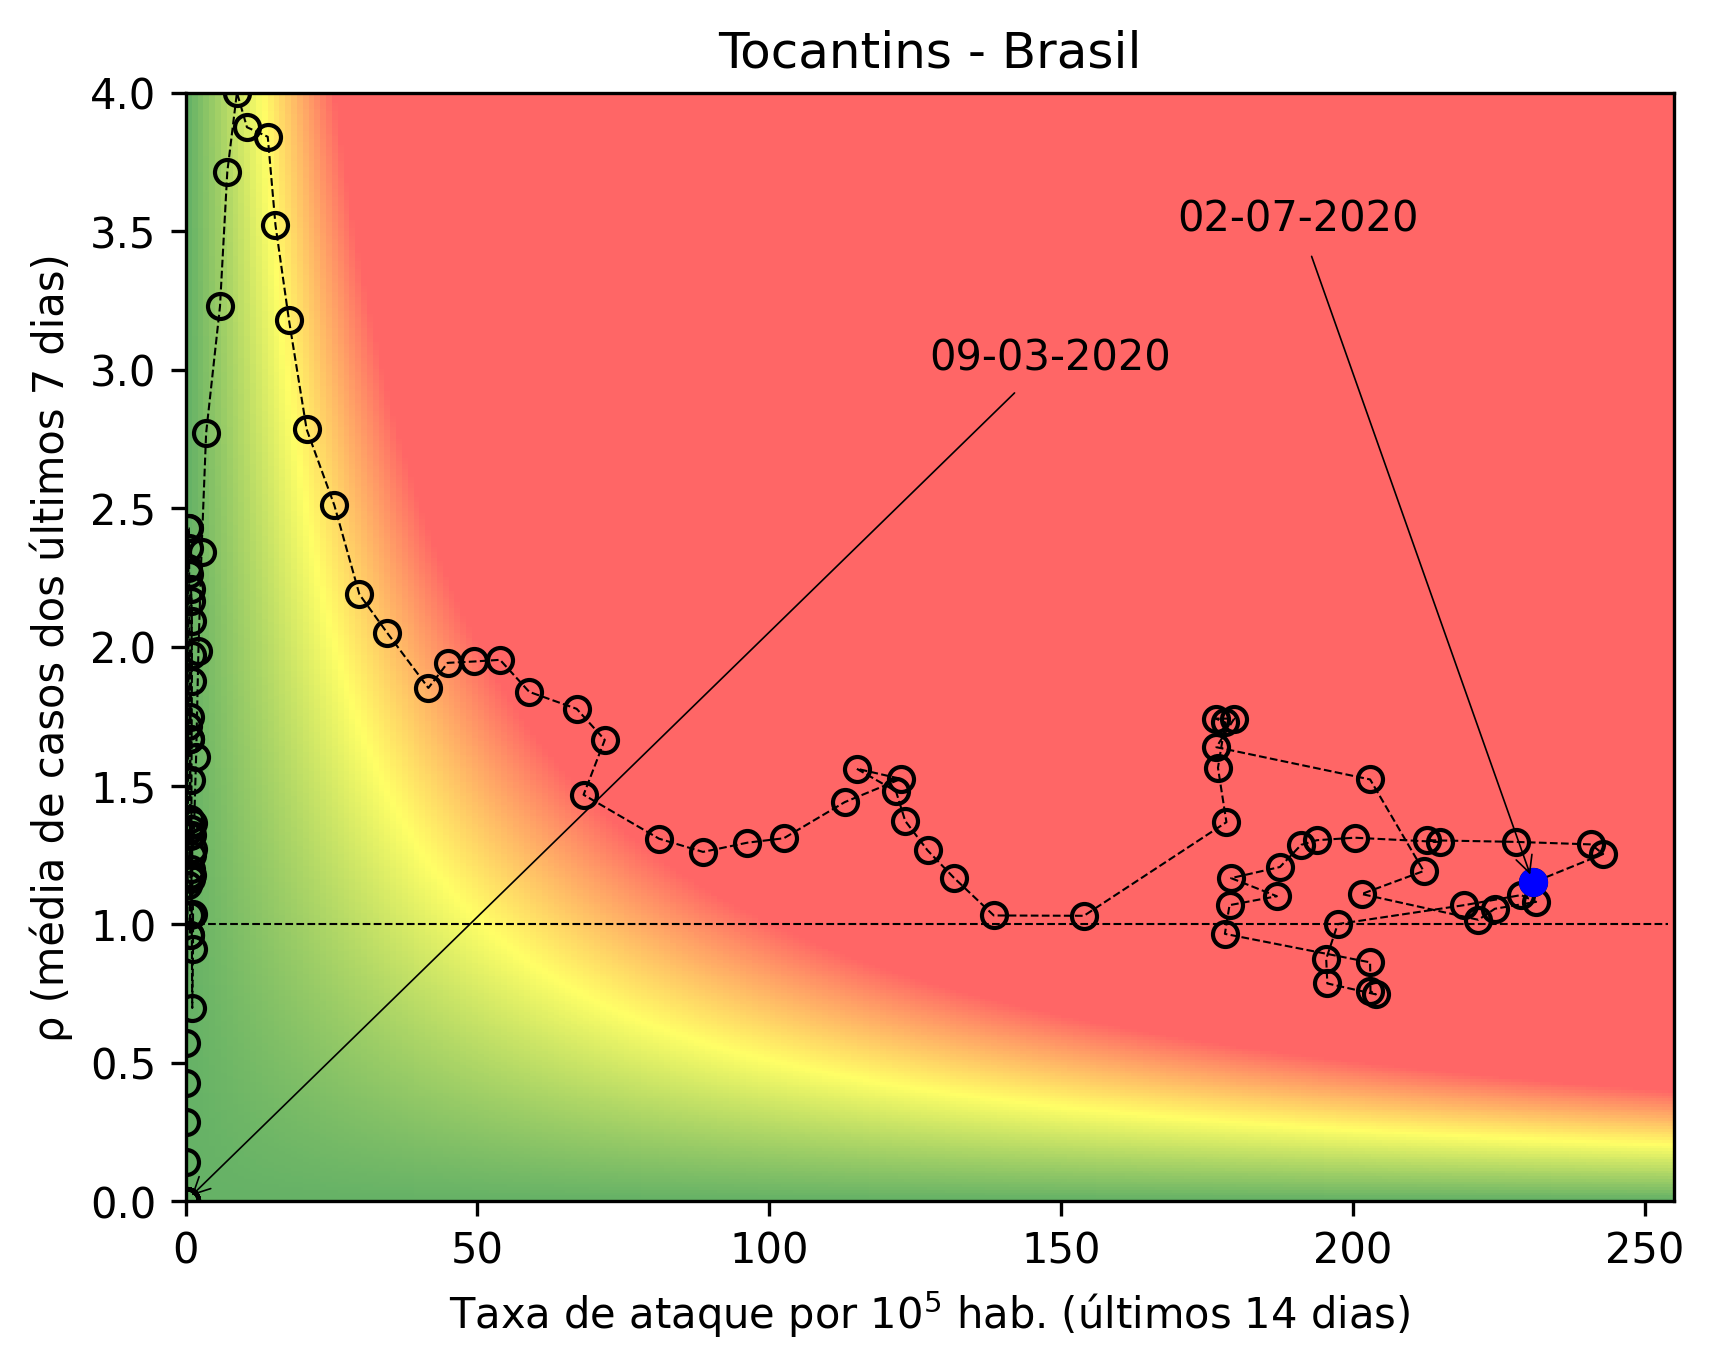 Tocantins - Brasil
4.0
3.5
3.0
2.5
2.0
1.5
1.0
0.5
0.0
ρ (média de casos dos últimos 7 dias)
02-07-2020
09-03-2020
0 50 100 150 200 250
Taxa de ataque por 10⁵ hab. (últimos 14 dias)